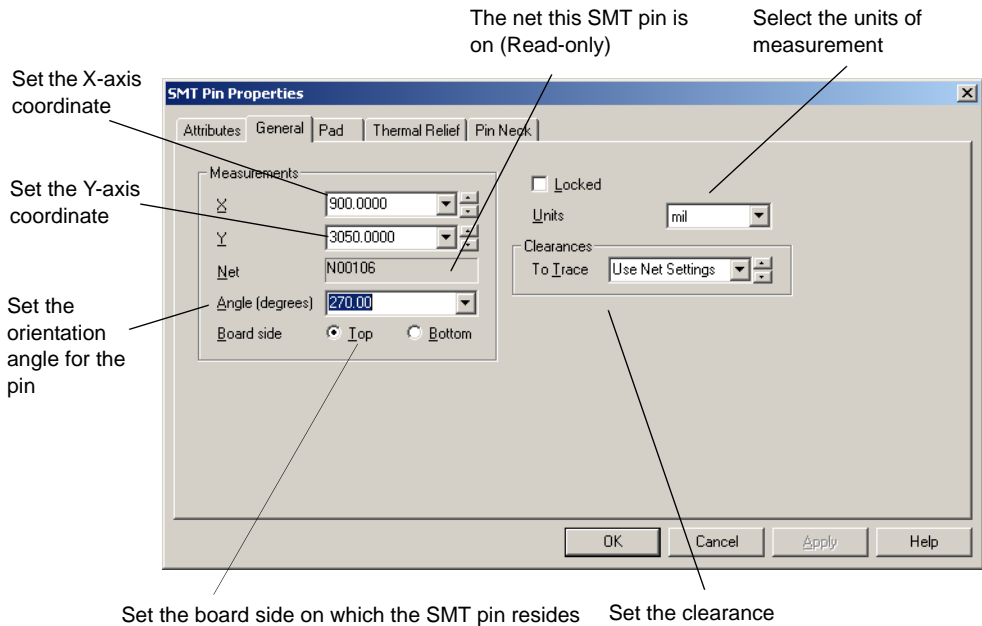 The net this SMT pin is
on (Read-only)
Select the units of
measurement
Set the X-axis
coordinate
SMT Pin Properties
Attributes General Pad Thermal Relief Pin Neck
Measurements
Set the Y-axis
coordinate
X 900.0000
Y 3050.0000
Net N00106
Angle (degrees) 270.00
Board side Top Bottom
Locked
Units mil
Clearances
To Trace Use Net Settings
Set the
orientation
angle for the
pin
OK Cancel Apply Help
Set the board side on which the SMT pin resides
Set the clearance